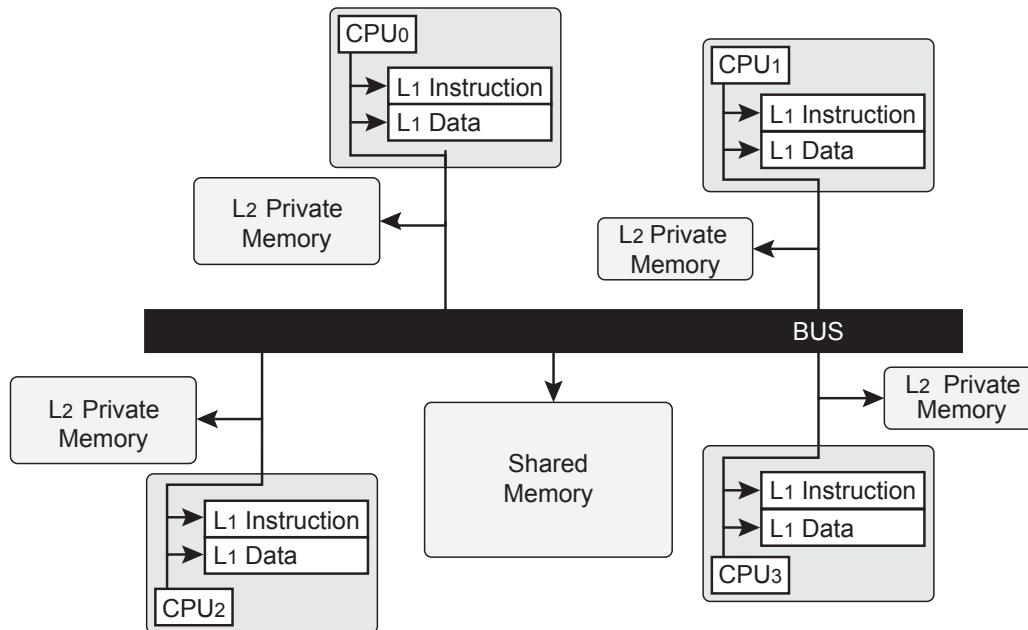 CPU0
L1 Instruction
L1 Data
CPU1
L1 Instruction
L1 Data
L2 Private
Memory
L2 Private
Memory
BUS
L2 Private
Memory
L2 Private
Memory
Shared
Memory
L1 Instruction
L1 Data
CPU2
L1 Instruction
L1 Data
CPU3